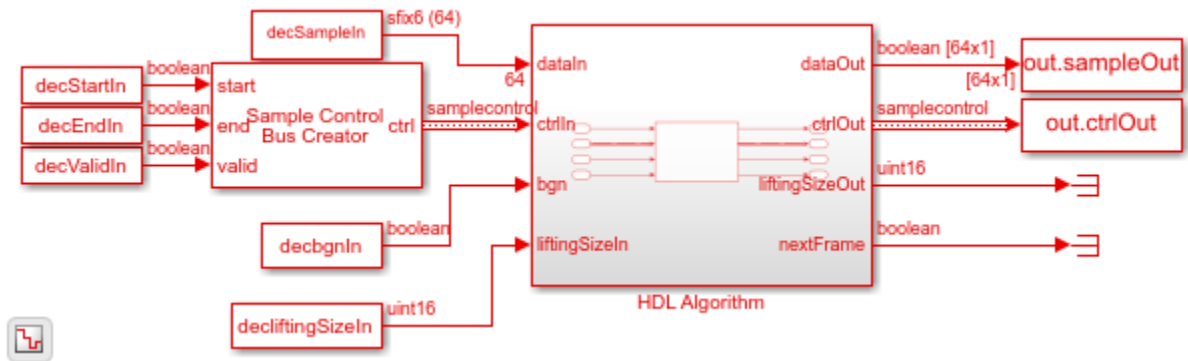 decSampleIn
sfix6 (64)
decStartIn
boolean
decEndIn
boolean
decValidIn
boolean
start
end
valid
Sample Control
Bus Creator
ctrl
samplecontrol
64
decbgnIn
boolean
decliftingSizeIn
uint16
dataIn
ctrlIn
bgn
liftingSizeIn
dataOut
ctrlOut
liftingSizeOut
nextFrame
HDL Algorithm
boolean [64x1]
[64x1]
samplecontrol
uint16
boolean
out.sampleOut
out.ctrlOut